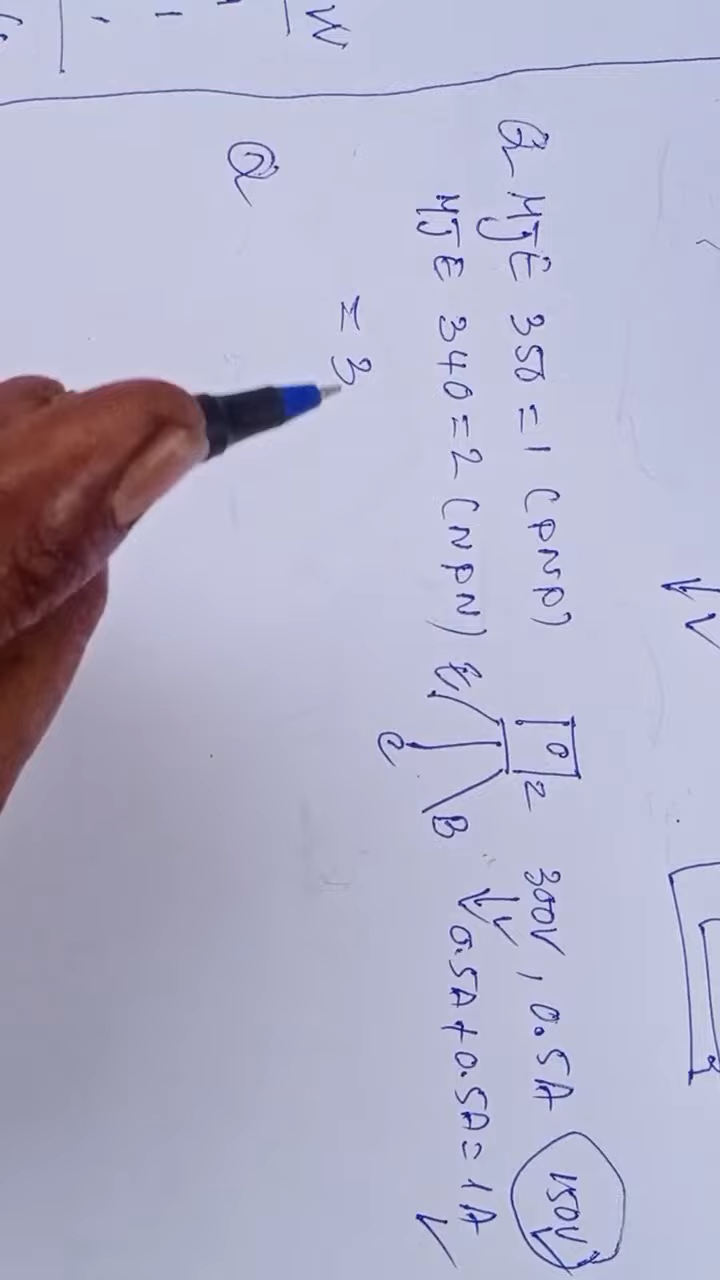 W
Q MJE 350 = 1 (PNP) 300V, 0.5A 150V
MJE 340 = 2 (NPN) E C B 0.5A + 0.5A = 1A
= 3
Q